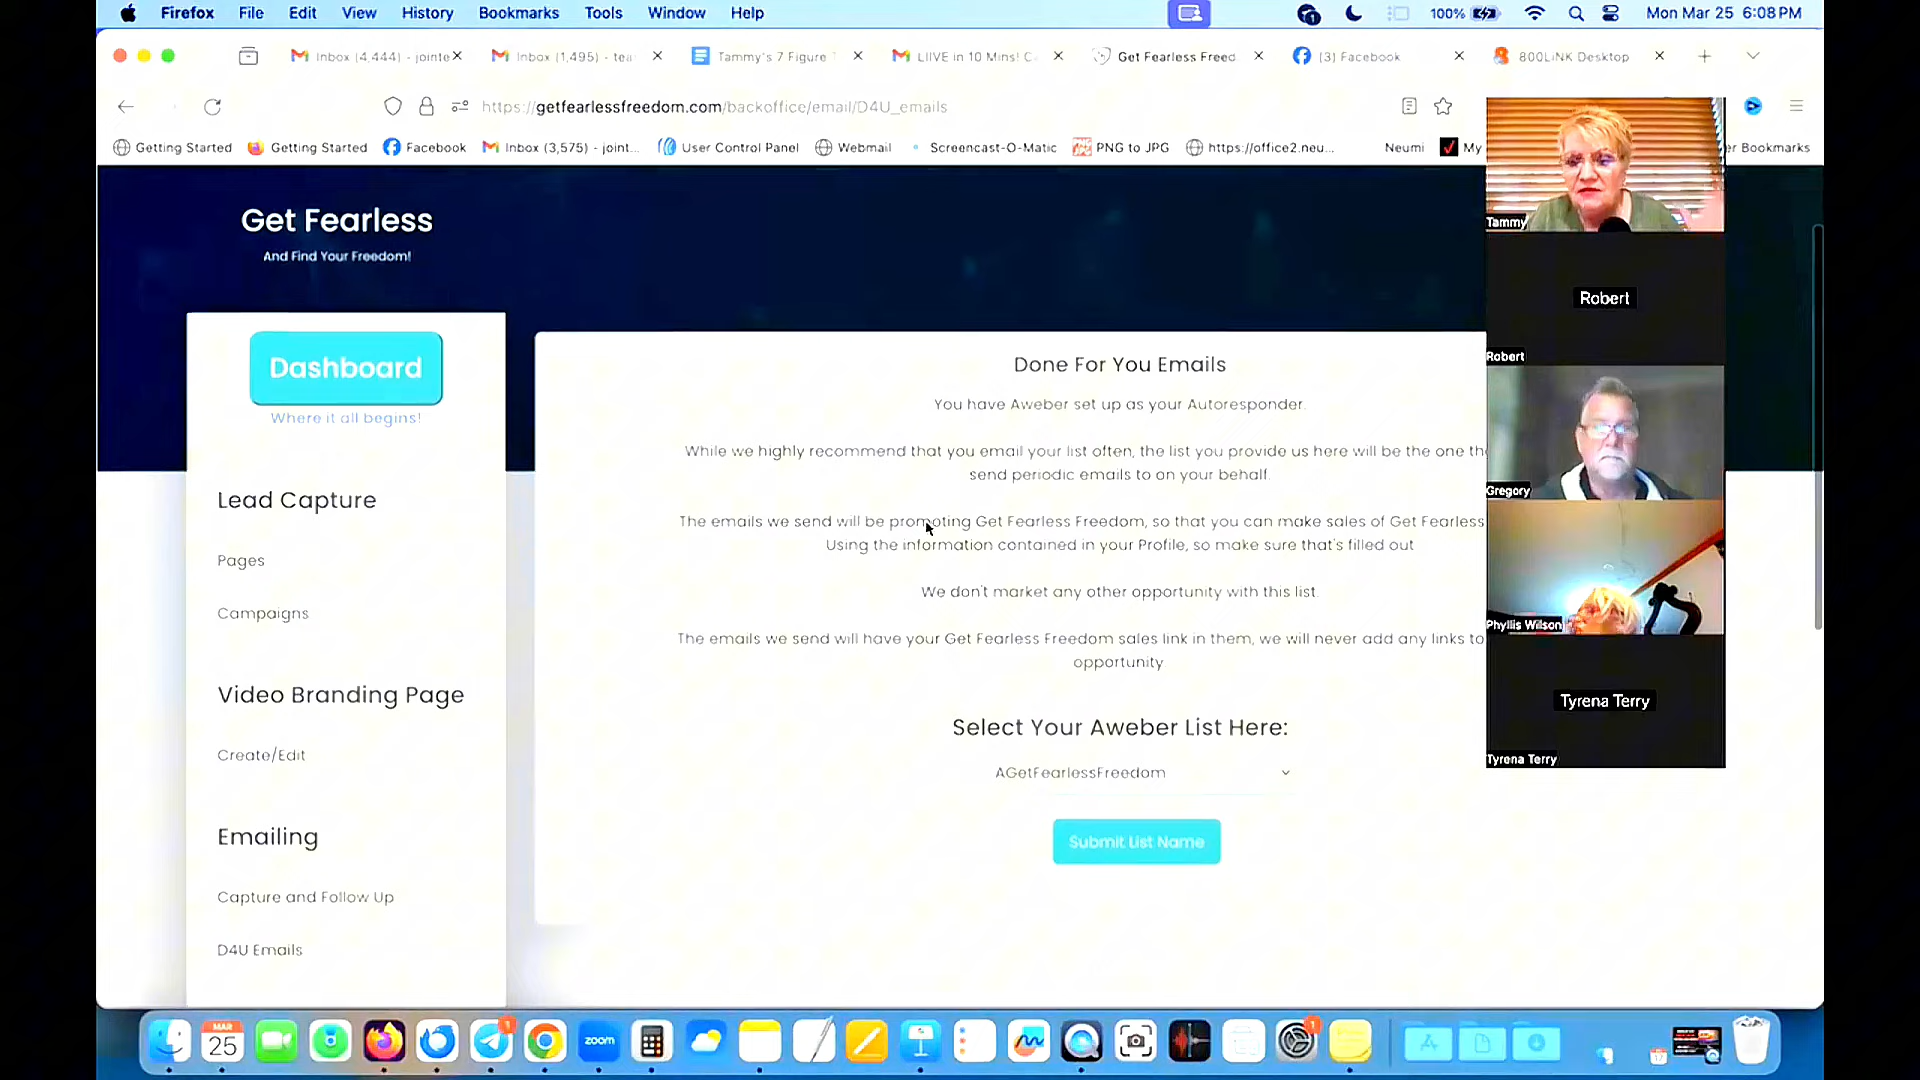 Firefox File Edit View History Bookmarks Tools Window Help 100% Mon Mar 25 6:08 PM
Inbox (4,444) - jointe Inbox (1,495) - tea Tammy's 7 Figure LIIVE in 10 Mins! C Get Fearless Freed (3) Facebook 800LiNK Desktop
https://getfearlessfreedom.com/backoffice/email/D4U_emails
Getting Started Getting Started Facebook Inbox (3,575) - joint... User Control Panel Webmail Screencast-O-Matic PNG to JPG https://office2.neu... Neumi My er Bookmarks
Get Fearless
And Find Your Freedom!
Dashboard
Where it all begins!
Lead Capture
Pages
Campaigns
Video Branding Page
Create/Edit
Emailing
Capture and Follow Up
D4U Emails
Done For You Emails
You have Aweber set up as your Autoresponder.
While we highly recommend that you email your list often, the list you provide us here will be the one th
send periodic emails to on your behalf.
The emails we send will be promoting Get Fearless Freedom, so that you can make sales of Get Fearless
Using the information contained in your Profile, so make sure that's filled out
We don't market any other opportunity with this list.
The emails we send will have your Get Fearless Freedom sales link in them, we will never add any links to
opportunity
Select Your Aweber List Here:
AGetFearlessFreedom
Submit List Name
Tammy
Robert
Robert
Gregory
Phyllis Wilson
Tyrena Terry
Tyrena Terry
MAR
25
1
zoom
1